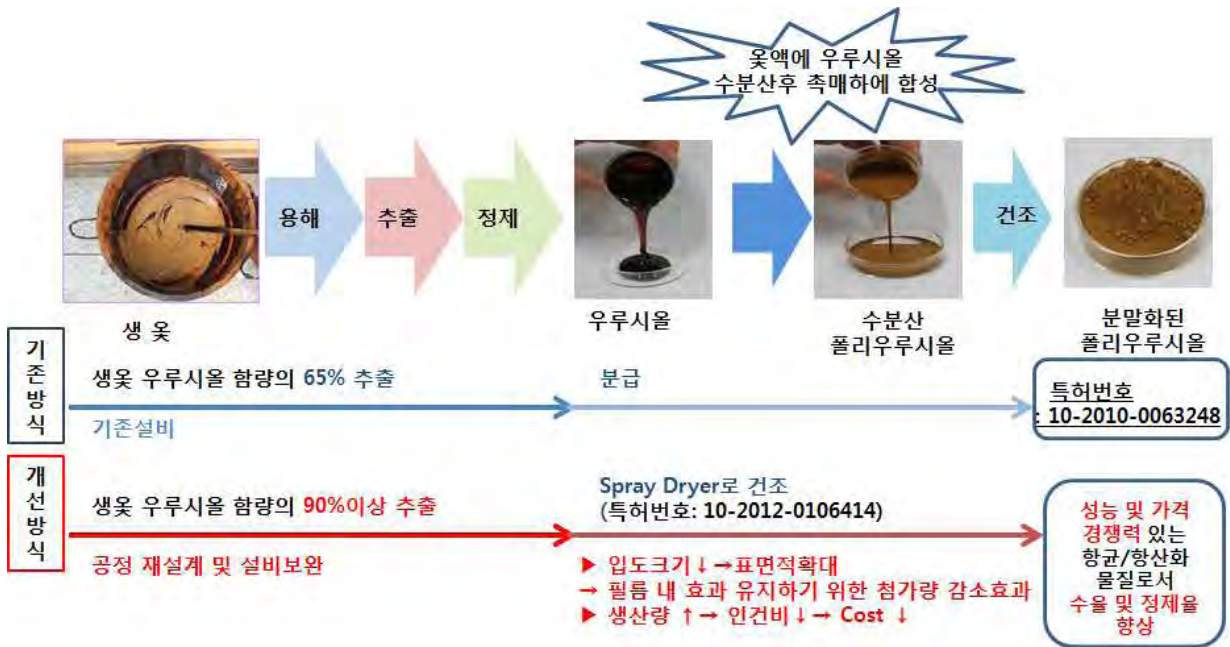 옻액에 우루시올
수분산후 촉매하에 합성
용해
추출
정제
건조
생 옻
우루시올
수분산
폴리우루시올
분말화된
폴리우루시올
기존방식
생옻 우루시올 함량의 65% 추출
기존설비
분급
특허번호
: 10-2010-0063248
개선방식
생옻 우루시올 함량의 90%이상 추출
공정 재설계 및 설비보완
Spray Dryer로 건조
(특허번호: 10-2012-0106414)
▶ 입도크기↓→표면적확대
→ 필름 내 효과 유지하기 위한 첨가량 감소효과
▶ 생산량 ↑→ 인건비↓→ Cost ↓
성능 및 가격
경쟁력 있는
항균/항산화
물질로서
수율 및 정제율
향상